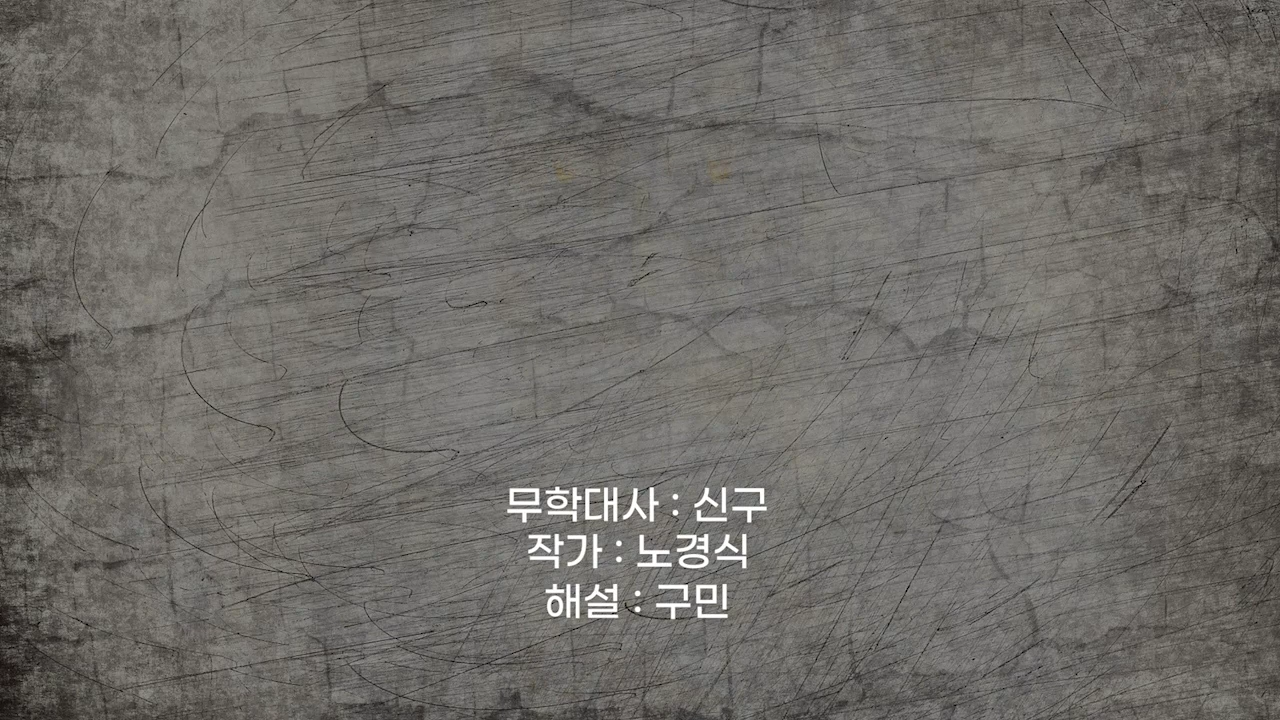 무학대사 : 신구
작가 : 노경식
해설 : 구민